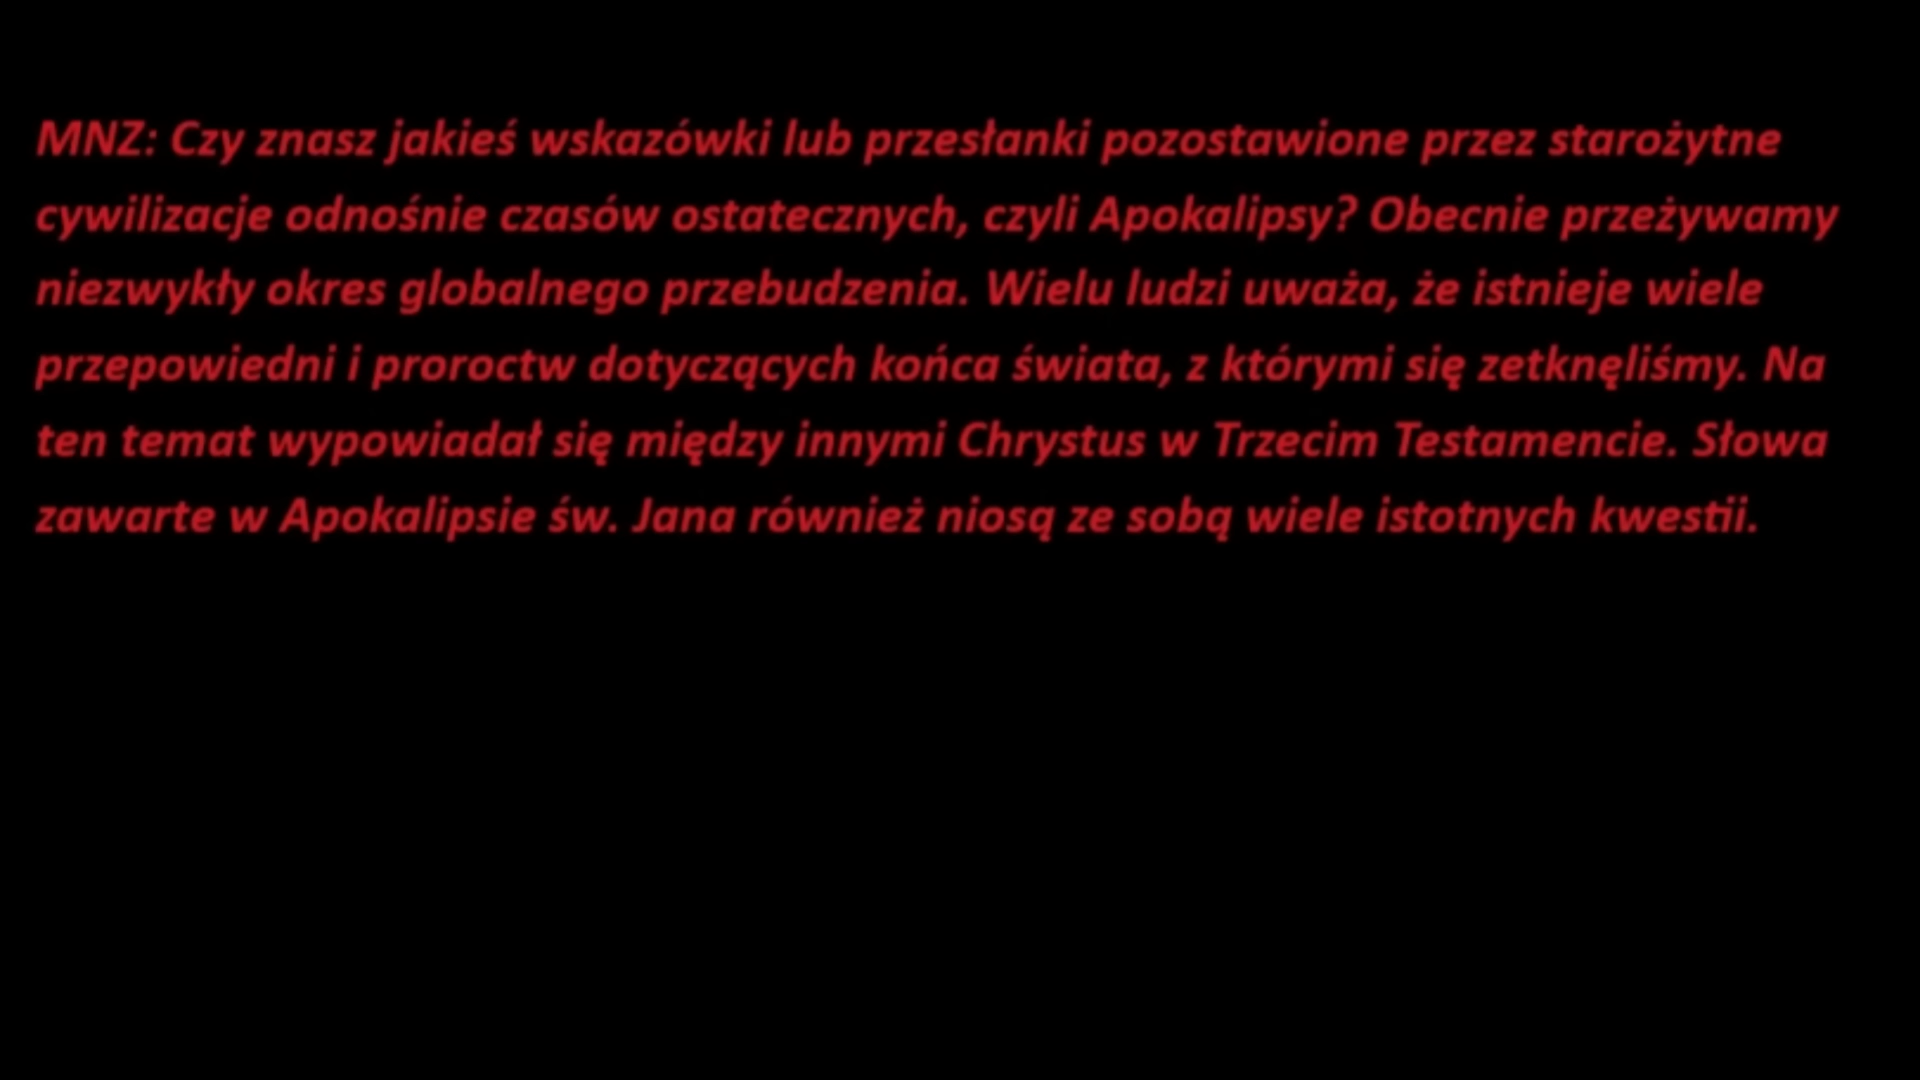 MNZ: Czy znasz jakieś wskazówki lub przesłanki pozostawione przez starożytne
cywilizacje odnośnie czasów ostatecznych, czyli Apokalipsy? Obecnie przeżywamy
niezwykły okres globalnego przebudzenia. Wielu ludzi uważa, że istnieje wiele
przepowiedni i proroctw dotyczących końca świata, z którymi się zetknęliśmy. Na
ten temat wypowiadał się między innymi Chrystus w Trzecim Testamencie. Słowa
zawarte w Apokalipsie św. Jana również niosą ze sobą wiele istotnych kwestii.